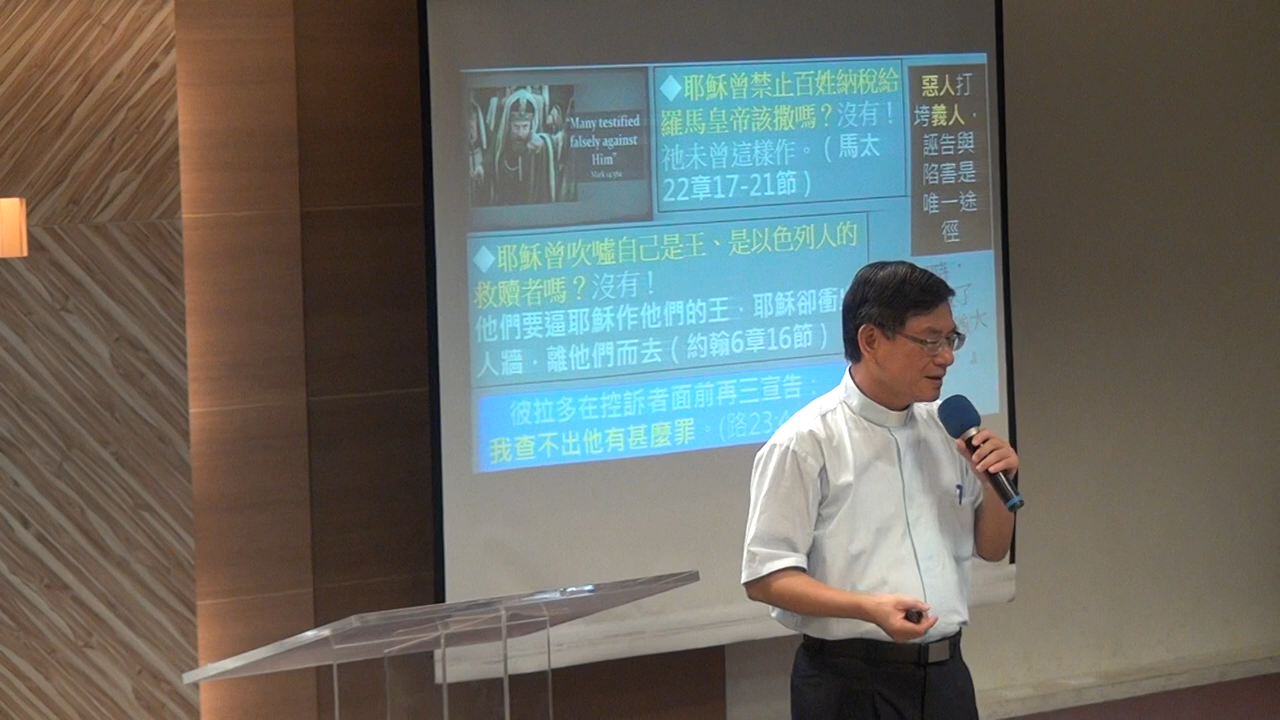 Many testified
falsely against
Him"
Mark 14:56a
◆耶穌曾禁止百姓納稅給
羅馬皇帝該撒嗎？沒有！
祂未曾這樣作。（馬太
22章17-21節）
惡人打
垮義人，
誣告與
陷害是
唯一途
徑
◆耶穌曾吹噓自己是王、是以色列人的
救贖者嗎？沒有！
他們要逼耶穌作他們的王，耶穌卻衝
人牆，離他們而去（約翰6章16節）
彼拉多在控訴者面前再三宣告：
我查不出他有甚麼罪。(路23:4
了
大
』